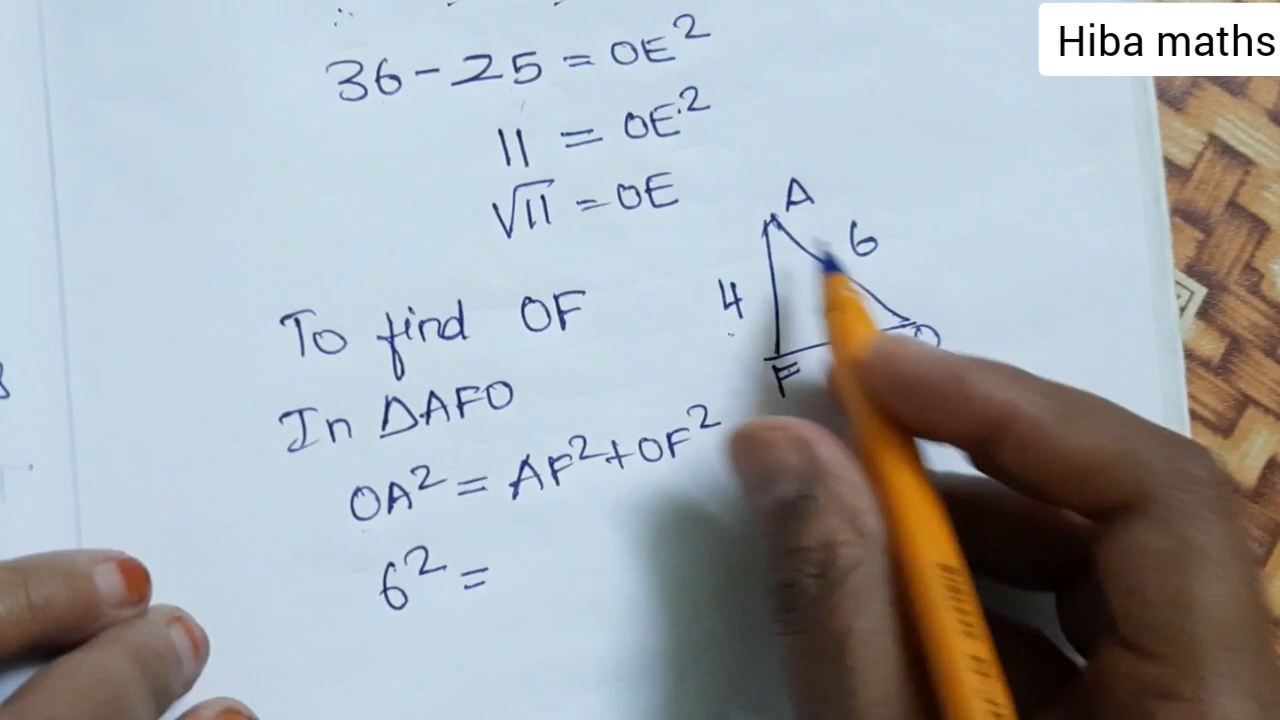 Hiba maths
36 - 25 = OE²
11 = OE²
√11 = OE
A
6
4
F
To find OF
In ΔAFO
OA² = AF² + OF²
6² =